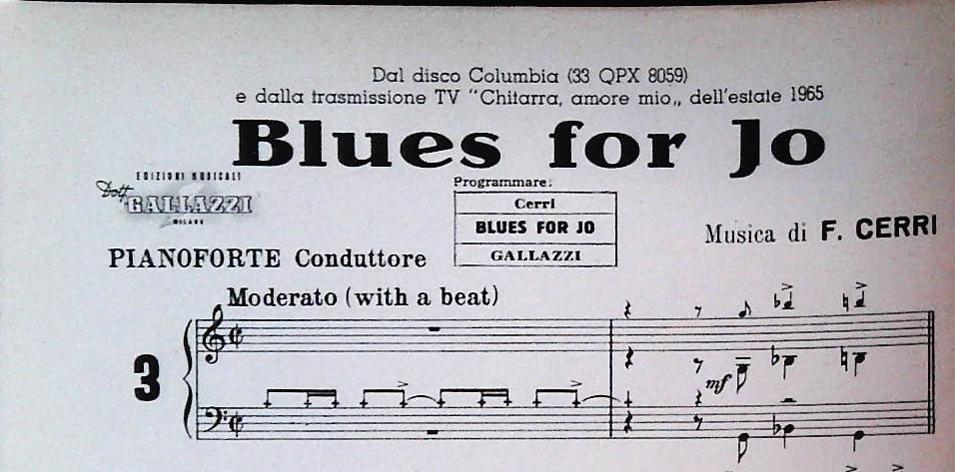 Dal disco Columbia (33 QPX 8059)
e dalla trasmissione TV "Chitarra, amore mio„ dell'estate 1965
Blues for Jo
EDIZIONI MUSICALI
Dott.
GALLAZZI
MILANO
Programmare:
Cerri
BLUES FOR JO
GALLAZZI
Musica di F. CERRI
PIANOFORTE Conduttore
Moderato (with a beat)
3
mf